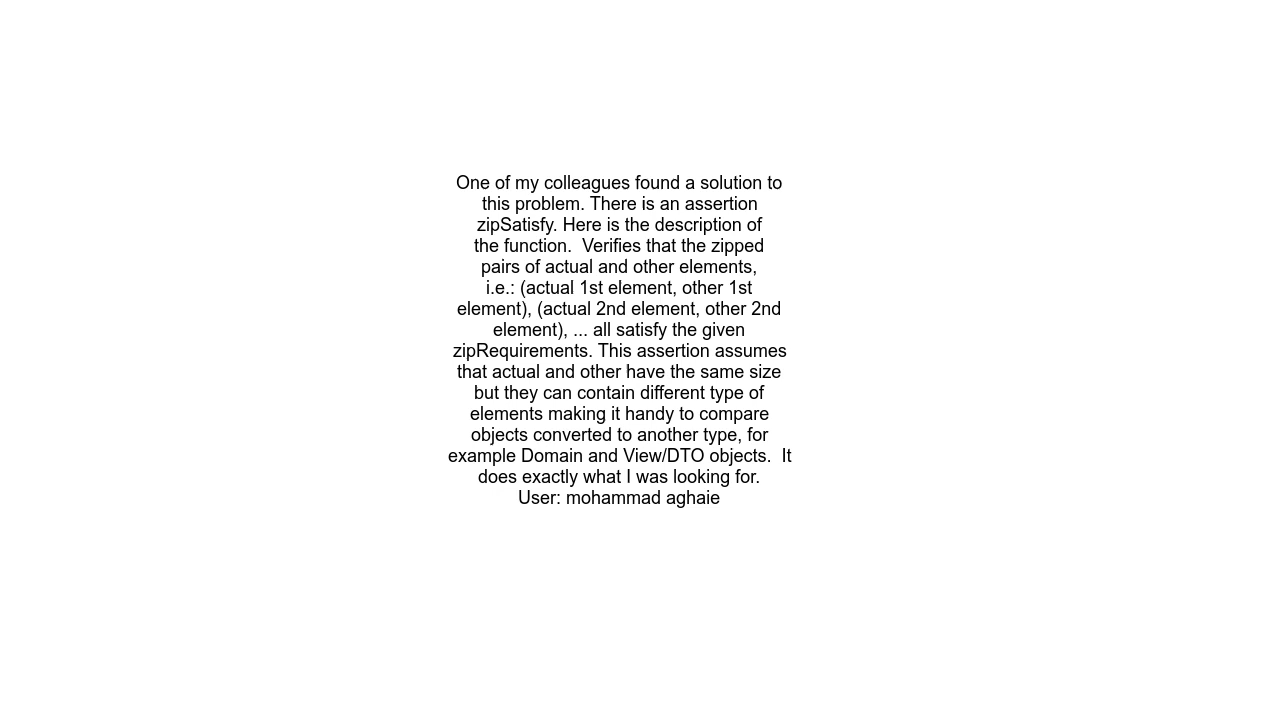 One of my colleagues found a solution to
this problem. There is an assertion
zipSatisfy. Here is the description of
the function.  Verifies that the zipped
pairs of actual and other elements,
i.e.: (actual 1st element, other 1st
element), (actual 2nd element, other 2nd
element), ... all satisfy the given
zipRequirements. This assertion assumes
that actual and other have the same size
but they can contain different type of
elements making it handy to compare
objects converted to another type, for
example Domain and View/DTO objects.  It
does exactly what I was looking for.
User: mohammad aghaie